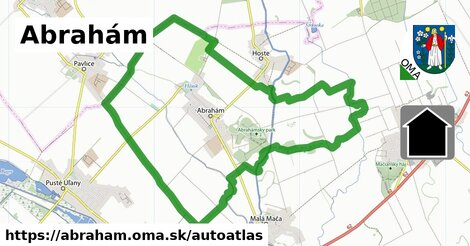 Abrahám
OMA
Pavlice
Hoste
Abrahám
Abrahámsky park
Pusté Úľany
Malá Mača
https://abraham.oma.sk/autoatlas